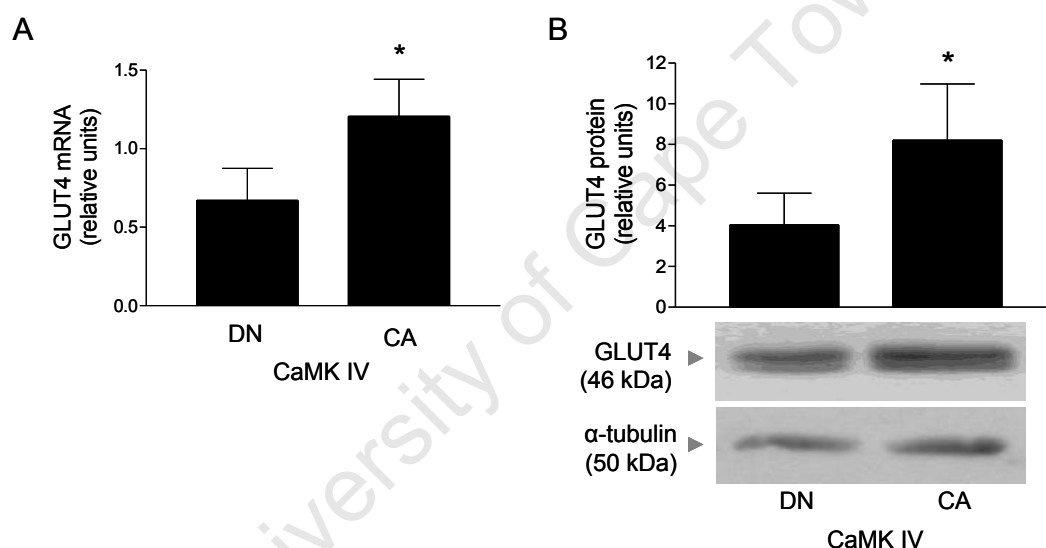 A
*
GLUT4 mRNA
(relative units)
1.5
1.0
0.5
0.0
DN
CA
CaMK IV
B
*
GLUT4 protein
(relative units)
12
10
8
6
4
2
0
GLUT4
(46 kDa)
α-tubulin
(50 kDa)
DN
CA
CaMK IV
iversity of Cape Tow